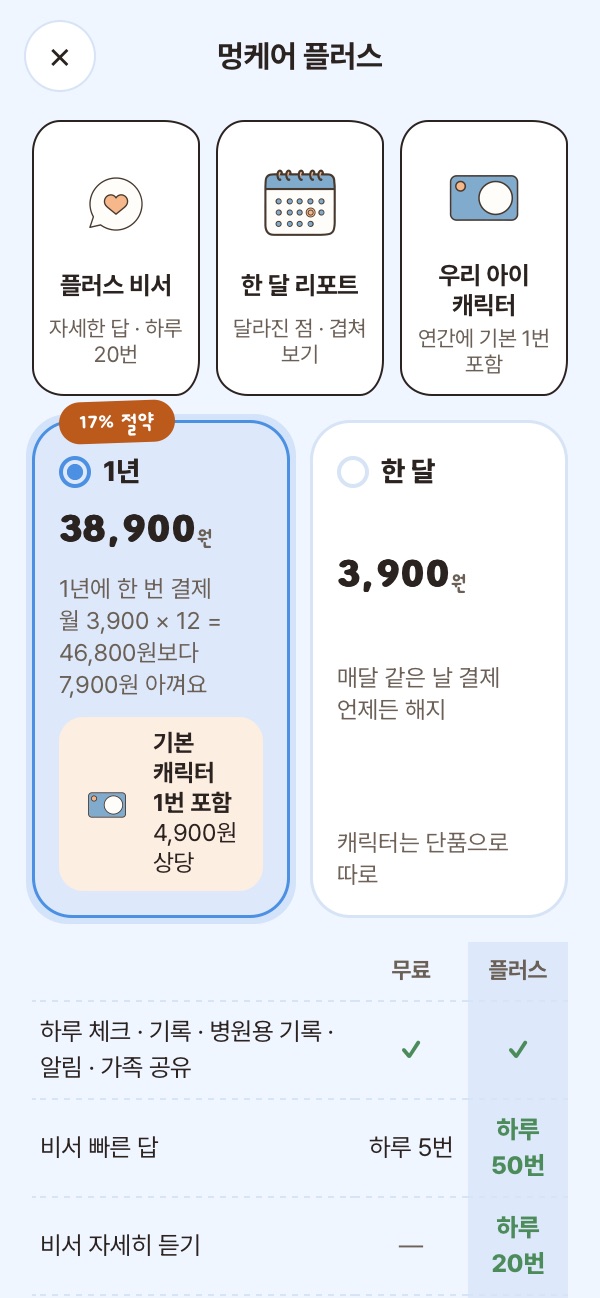 멍케어 플러스
플러스 비서
자세한 답 · 하루
20번
한 달 리포트
달라진 점 · 겹쳐
보기
우리 아이
캐릭터
연간에 기본 1번
포함
17% 절약
1년
38,900원
1년에 한 번 결제
월 3,900 × 12 =
46,800원보다
7,900원 아껴요
기본
캐릭터
1번 포함
4,900원
상당
한 달
3,900원
매달 같은 날 결제
언제든 해지
캐릭터는 단품으로
따로
무료
플러스
하루 체크 · 기록 · 병원용 기록 ·
알림 · 가족 공유
비서 빠른 답
하루 5번
하루
50번
비서 자세히 듣기
—
하루
20번